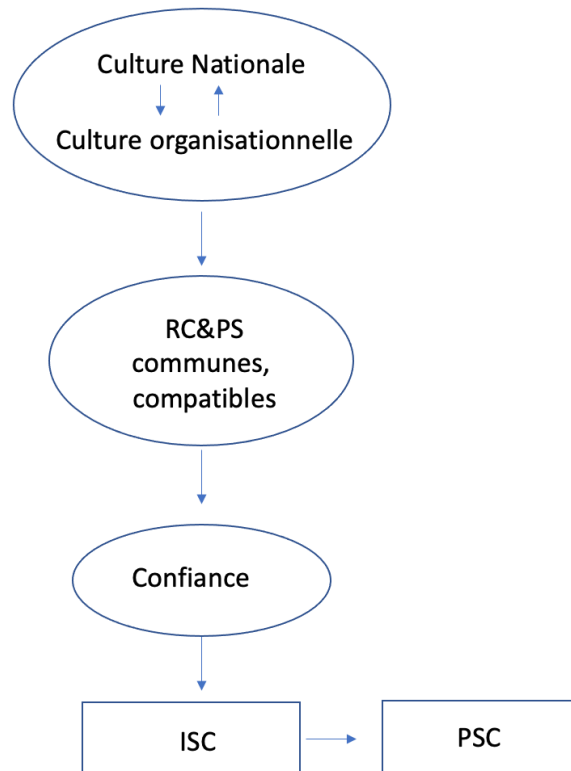 Culture Nationale
Culture organisationnelle
RC&PS
communes,
compatibles
Confiance
ISC
PSC